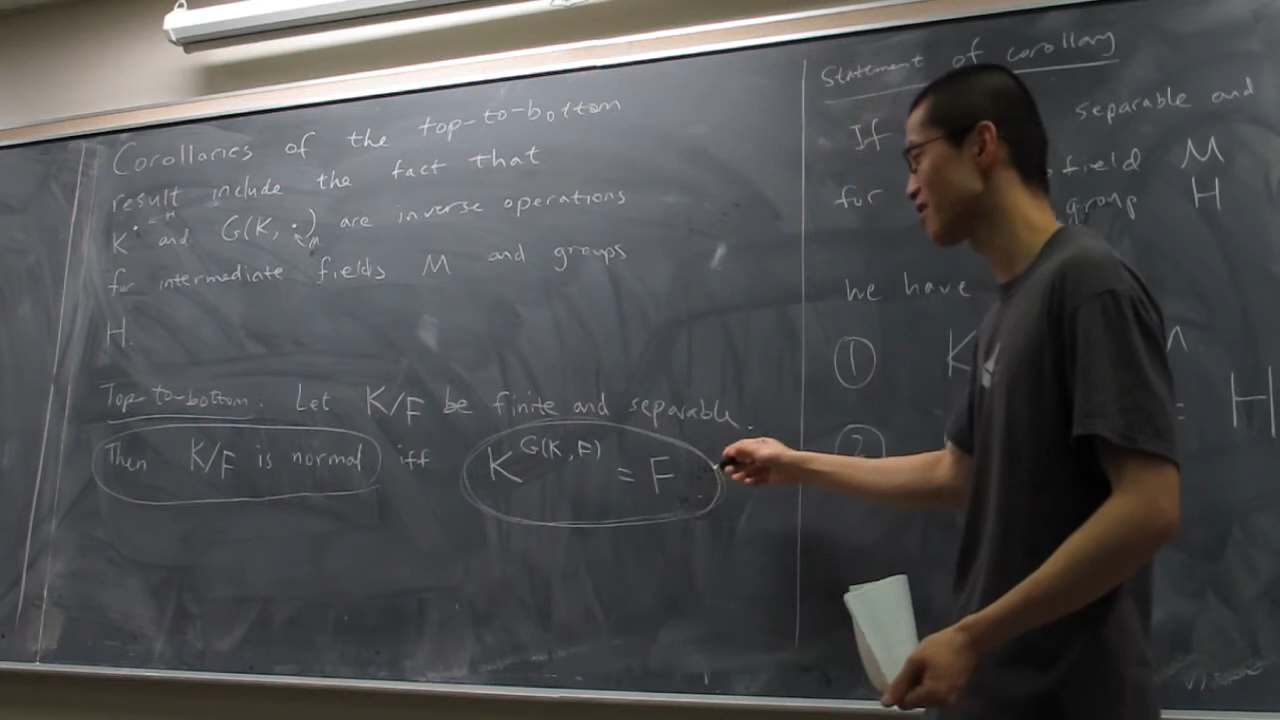 Corollaries of the top-to-bottom
result include the fact that
K^• and G(K, •) are inverse operations
H M
for intermediate fields M and groups
H.
Top-to-bottom. Let K/F be finite and separable.
Then K/F is normal iff K^{G(K,F)} = F
Statement of corollary
If separable and
for field M
group H
we have
① K
= H
②